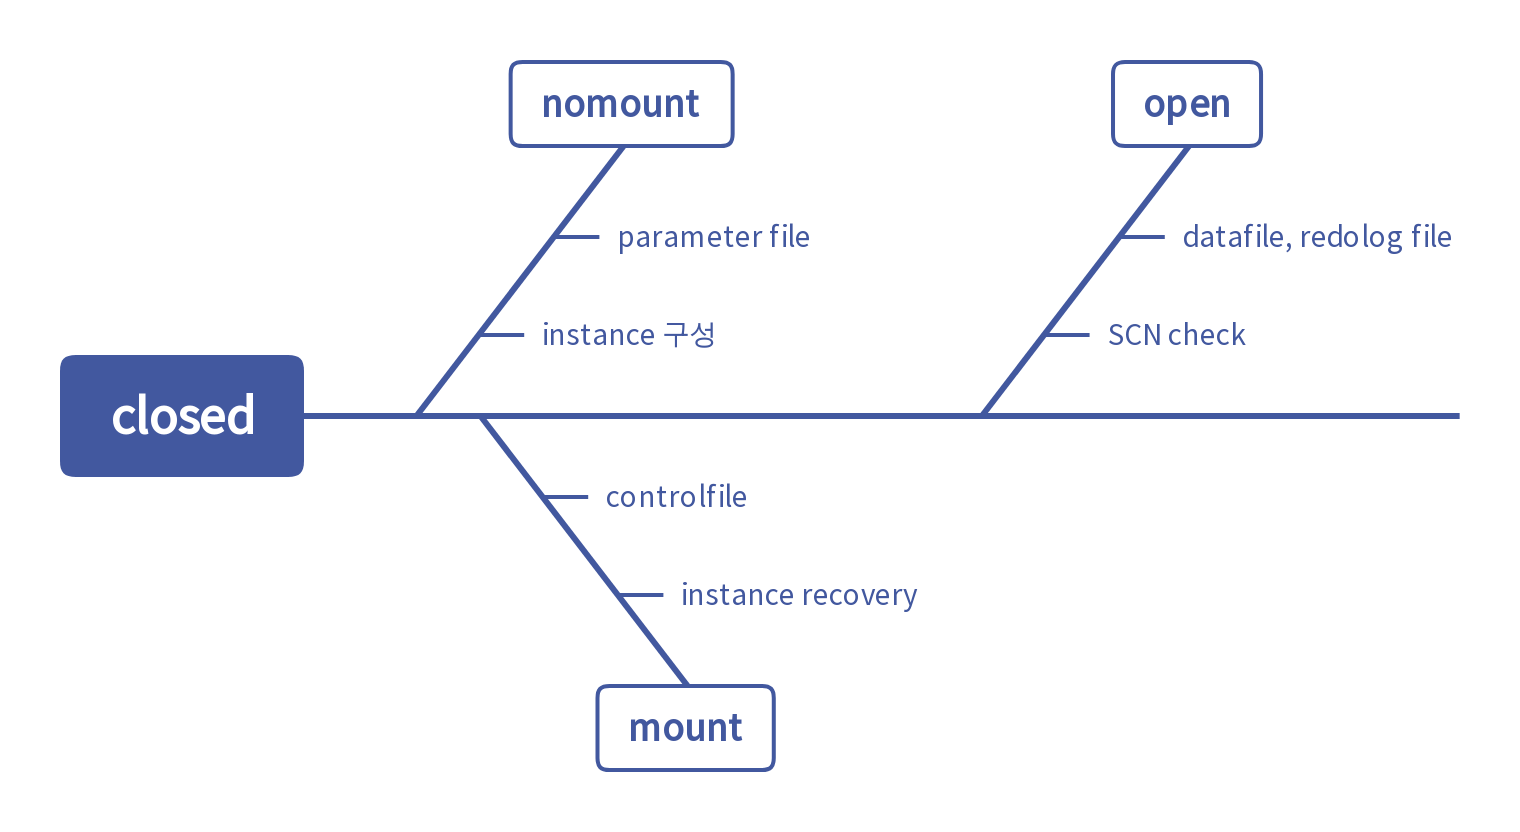 nomount
open
parameter file
datafile, redolog file
instance 구성
SCN check
closed
controlfile
instance recovery
mount